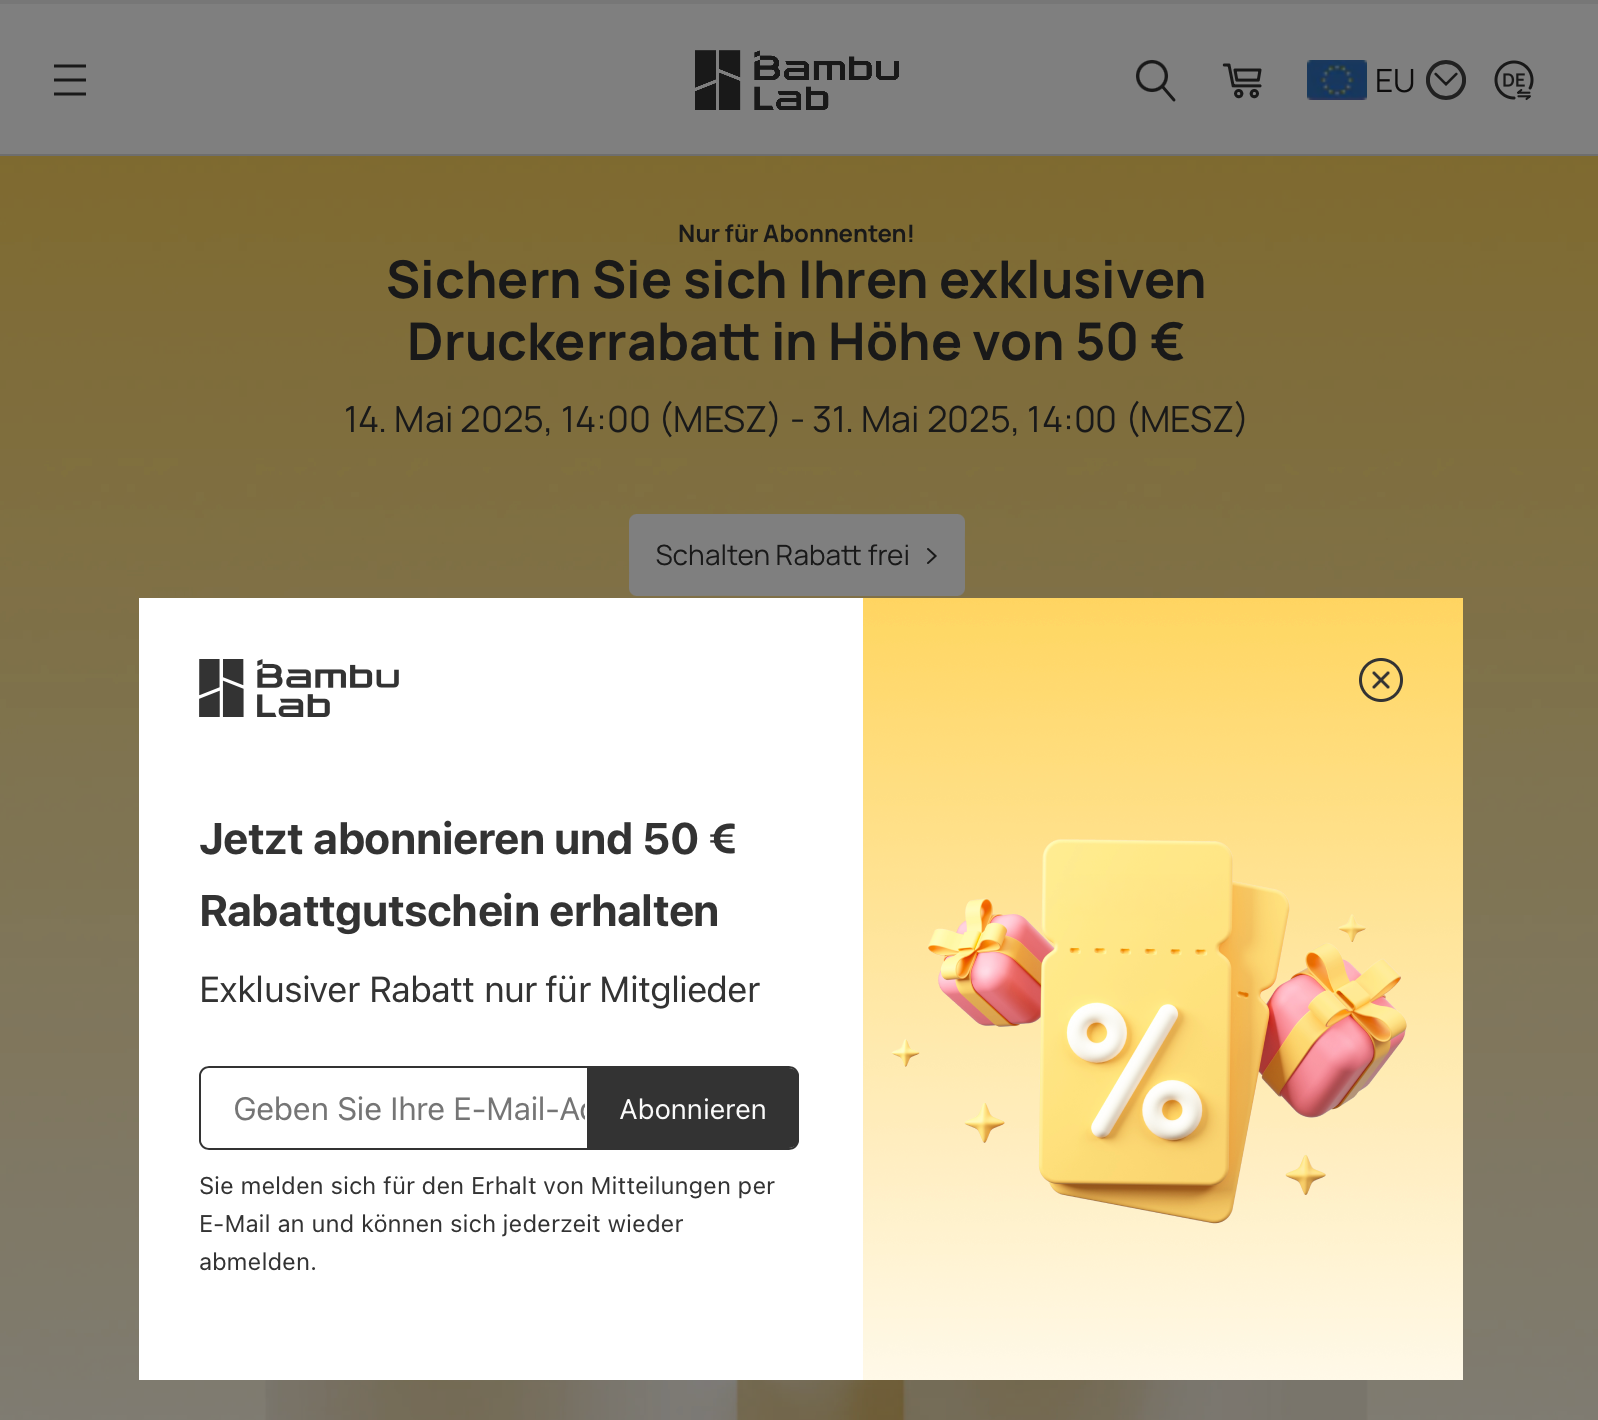 Bambu
Lab
EU
DE
Nur für Abonnenten!
Sichern Sie sich Ihren exklusiven
Druckerrabatt in Höhe von 50 €
14. Mai 2025, 14:00 (MESZ) - 31. Mai 2025, 14:00 (MESZ)
Schalten Rabatt frei
Bambu
Lab
Jetzt abonnieren und 50 €
Rabattgutschein erhalten
Exklusiver Rabatt nur für Mitglieder
Geben Sie Ihre E-Mail-Ad
Abonnieren
Sie melden sich für den Erhalt von Mitteilungen per
E-Mail an und können sich jederzeit wieder
abmelden.
%